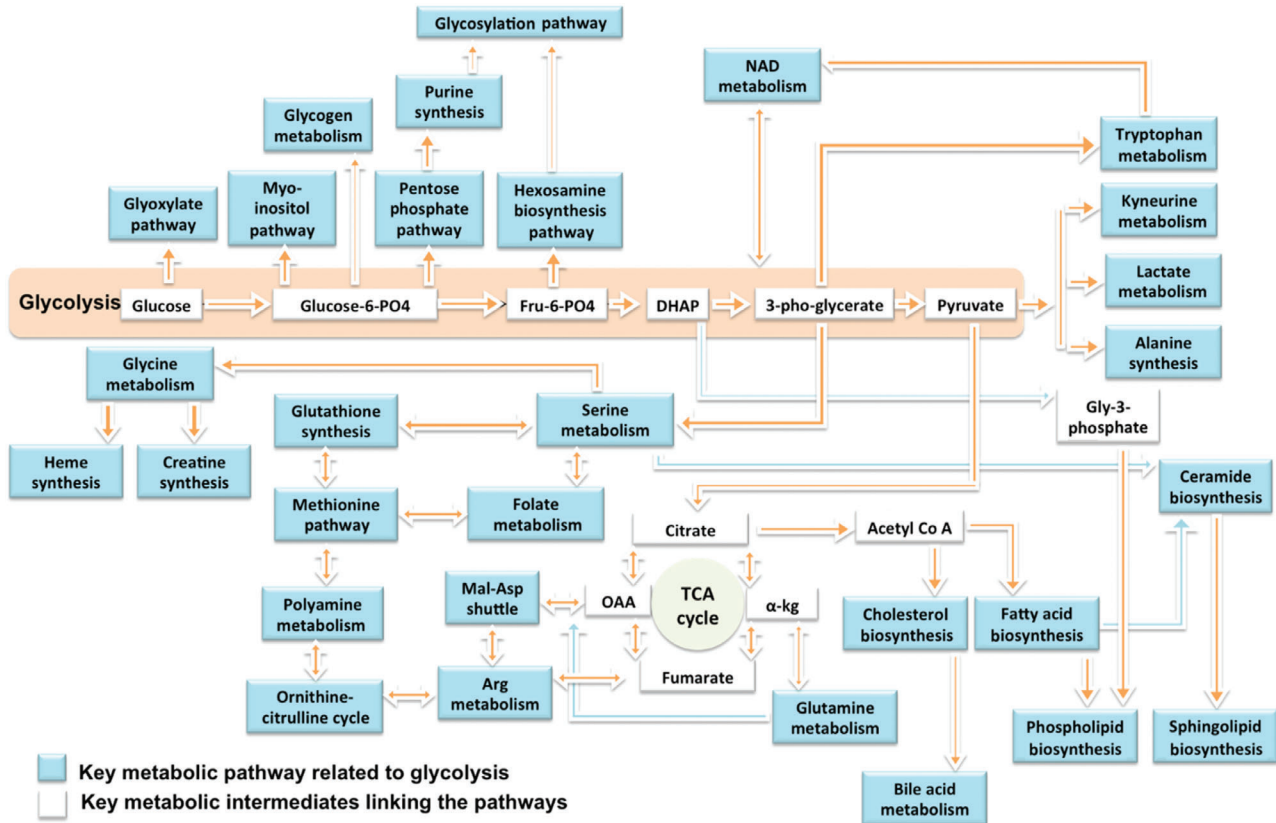 Glycosylation pathway
NAD
metabolism
Purine
synthesis
Glycogen
metabolism
Tryptophan
metabolism
Glyoxylate
pathway
Myo-
inositol
pathway
Pentose
phosphate
pathway
Hexosamine
biosynthesis
pathway
Kyneurine
metabolism
Lactate
metabolism
Alanine
synthesis
Glycolysis
Glucose
Glucose-6-PO4
Fru-6-PO4
DHAP
3-pho-glycerate
Pyruvate
Glycine
metabolism
Glutathione
synthesis
Serine
metabolism
Gly-3-
phosphate
Heme
synthesis
Creatine
synthesis
Methionine
pathway
Folate
metabolism
Ceramide
biosynthesis
Citrate
Acetyl Co A
Polyamine
metabolism
Mal-Asp
shuttle
OAA
TCA
cycle
α-kg
Cholesterol
biosynthesis
Fatty acid
biosynthesis
Fumarate
Ornithine-
citrulline cycle
Arg
metabolism
Glutamine
metabolism
Phospholipid
biosynthesis
Sphingolipid
biosynthesis
Bile acid
metabolism
Key metabolic pathway related to glycolysis
Key metabolic intermediates linking the pathways